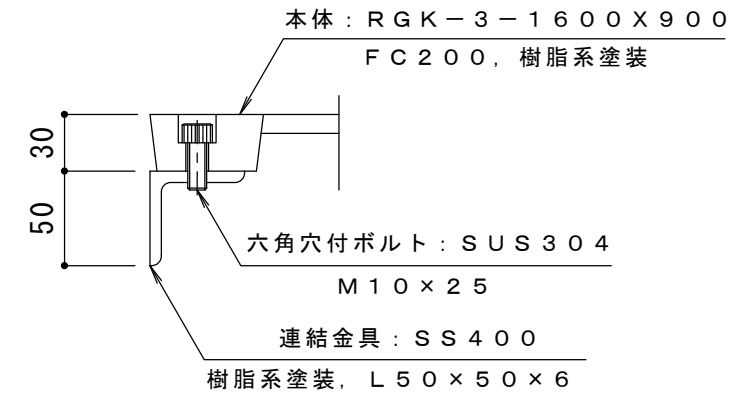 本体：ＲＧＫ－３－１６００Ｘ９００
ＦＣ２００，樹脂系塗装
30
50
六角穴付ボルト：ＳＵＳ３０４
Ｍ１０×２５
連結金具：ＳＳ４００
樹脂系塗装，Ｌ５０×５０×６